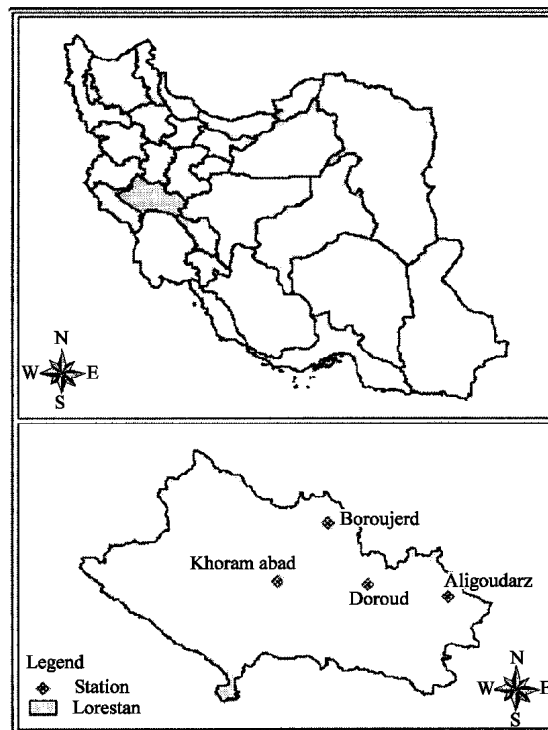 N
W E
S
Boroujerd
Khoram abad
Aligoudarz
Doroud
Legend
Station
Lorestan
N
W E
S